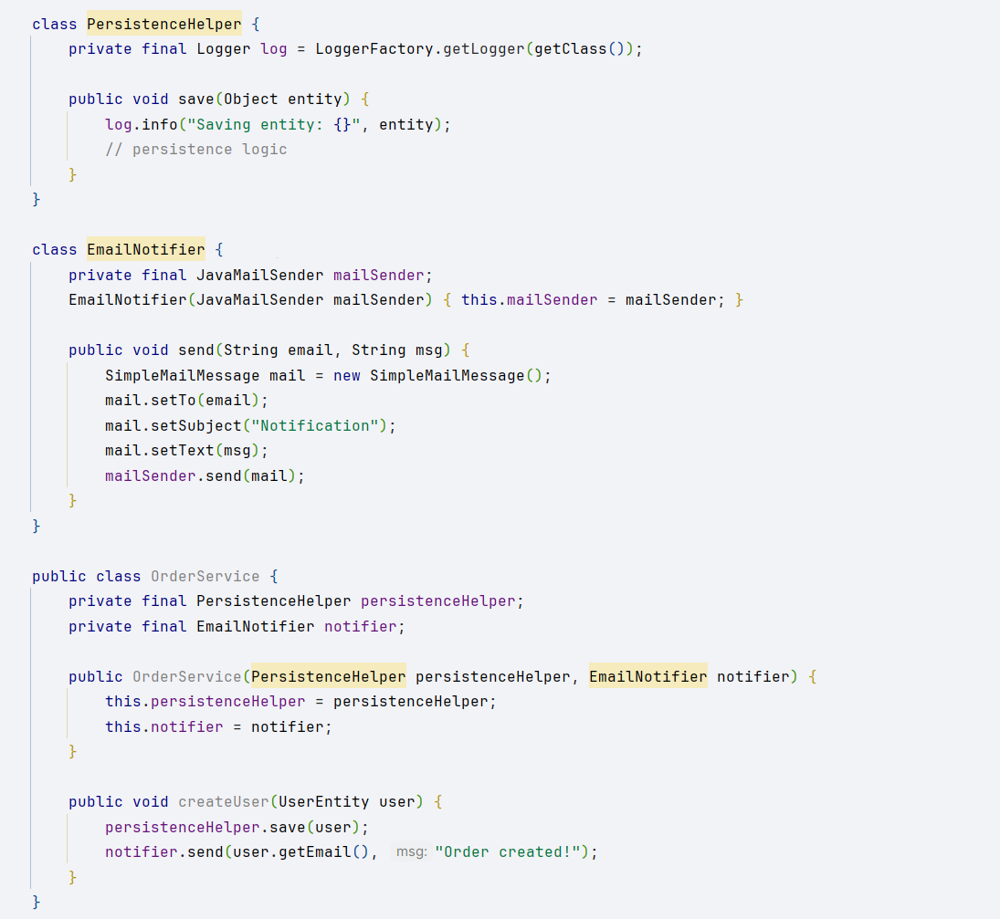 class PersistenceHelper {
    private final Logger log = LoggerFactory.getLogger(getClass());

    public void save(Object entity) {
        log.info("Saving entity: {}", entity);
        // persistence logic
    }
}

class EmailNotifier {
    private final JavaMailSender mailSender;
    EmailNotifier(JavaMailSender mailSender) { this.mailSender = mailSender; }

    public void send(String email, String msg) {
        SimpleMailMessage mail = new SimpleMailMessage();
        mail.setTo(email);
        mail.setSubject("Notification");
        mail.setText(msg);
        mailSender.send(mail);
    }
}

public class OrderService {
    private final PersistenceHelper persistenceHelper;
    private final EmailNotifier notifier;

    public OrderService(PersistenceHelper persistenceHelper, EmailNotifier notifier) {
        this.persistenceHelper = persistenceHelper;
        this.notifier = notifier;
    }

    public void createUser(UserEntity user) {
        persistenceHelper.save(user);
        notifier.send(user.getEmail(), msg: "Order created!");
    }
}